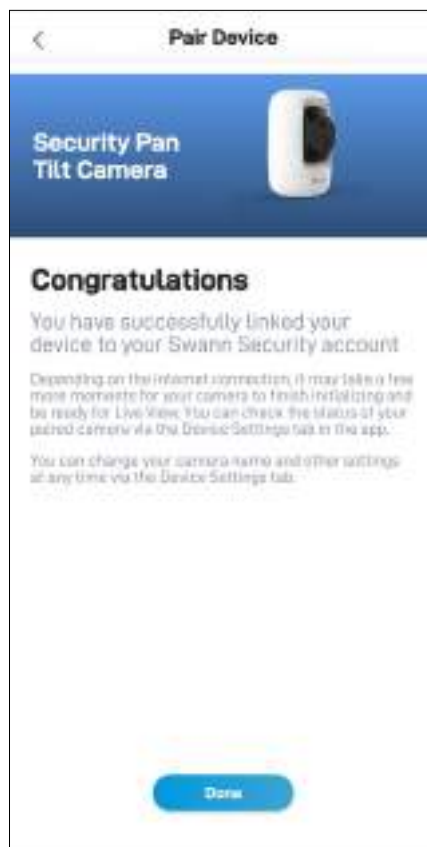 Pair Device
Security Pan
Tilt Camera
Congratulations
You have successfully linked your
device to your Swann Security account
Depending on the internet connection, it may take a few
more moments for your camera to finish initializing and
be ready for Live View. You can check the status of your
paired camera via the Device Settings tab in the app.
You can change your camera name and other settings
at any time via the Device Settings tab.
Done